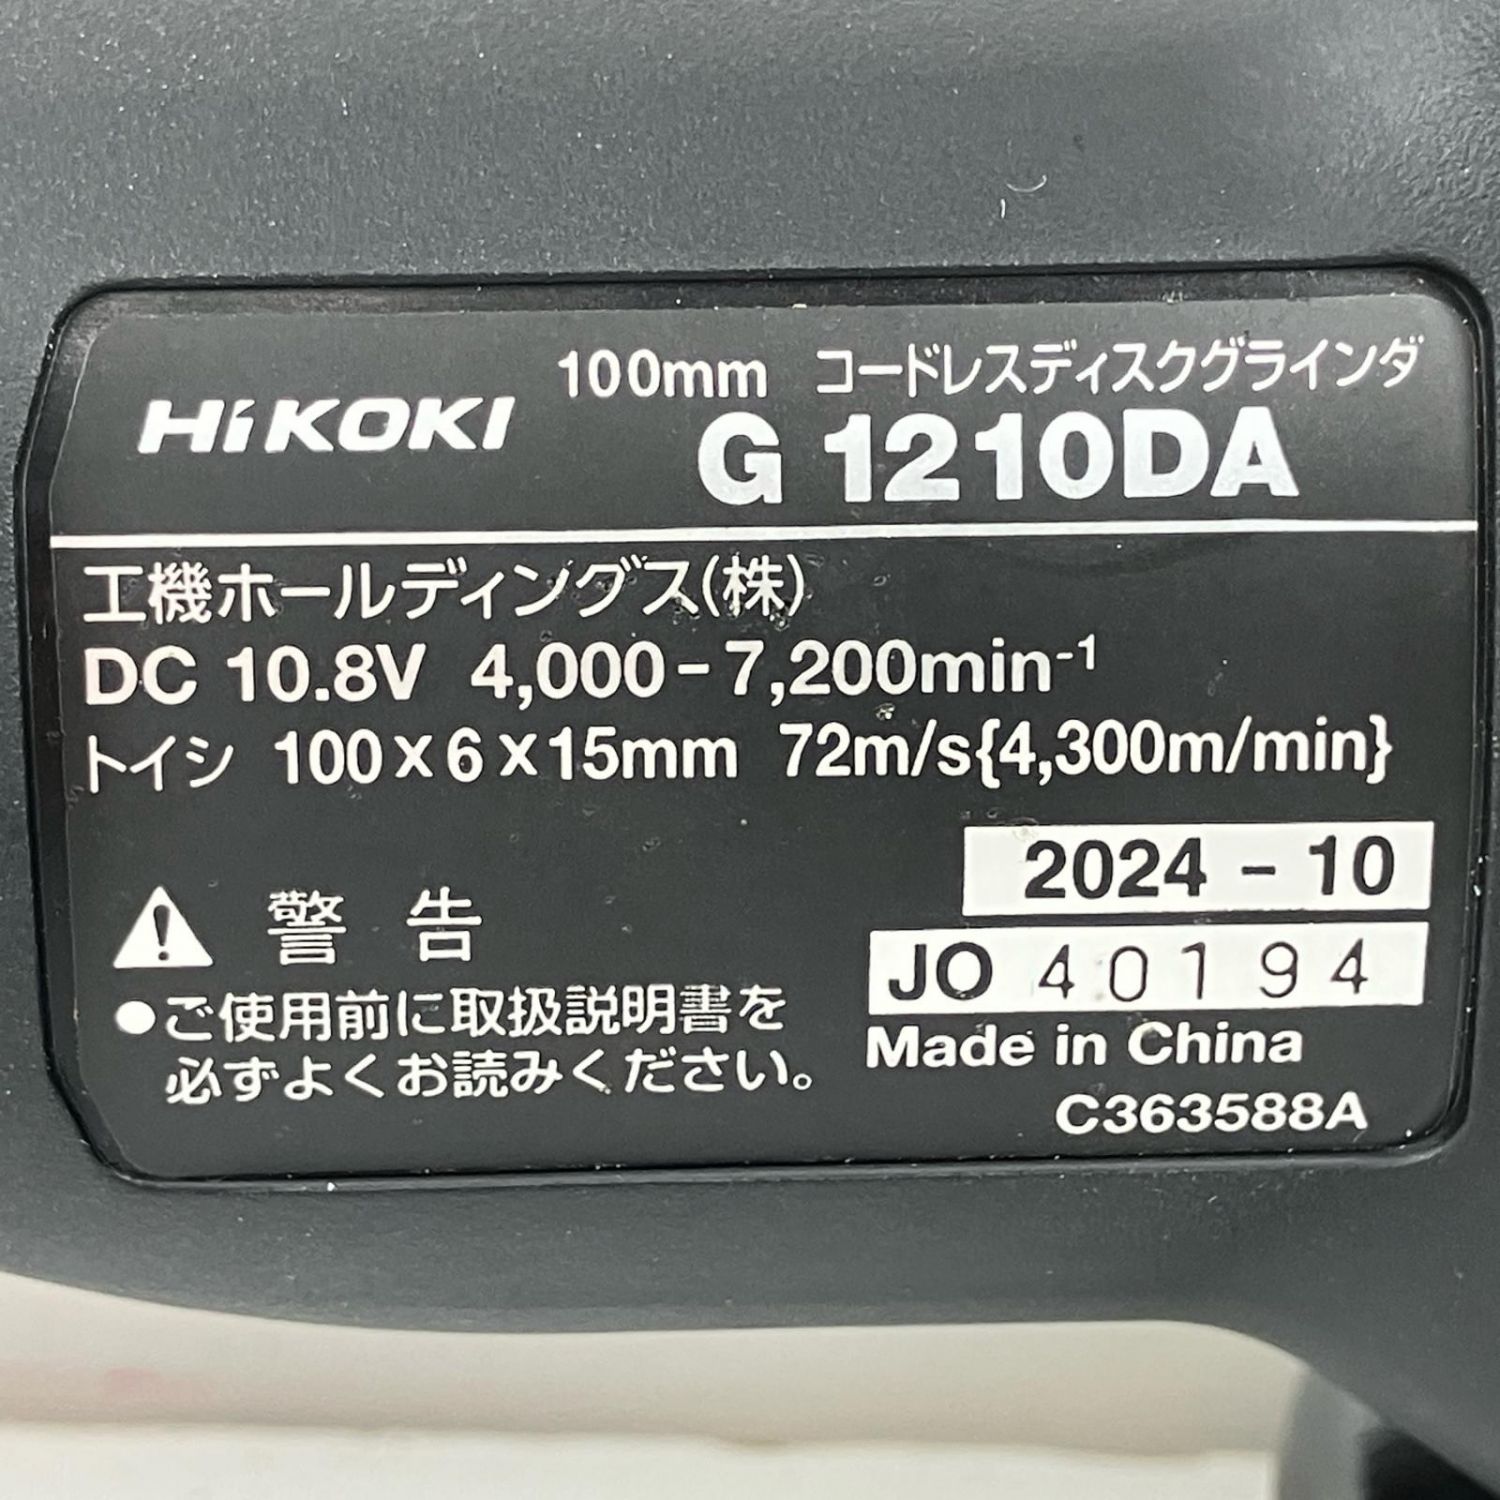 100mm コードレスディスクグラインダ
HiKOKI G 1210DA
工機ホールディングス(株)
DC 10.8V 4,000-7,200min⁻¹
トイシ 100×6×15mm 72m/s{4,300m/min}
2024 - 10
JO 40194
Made in China
C363588A
警告
●ご使用前に取扱説明書を
必ずよくお読みください。